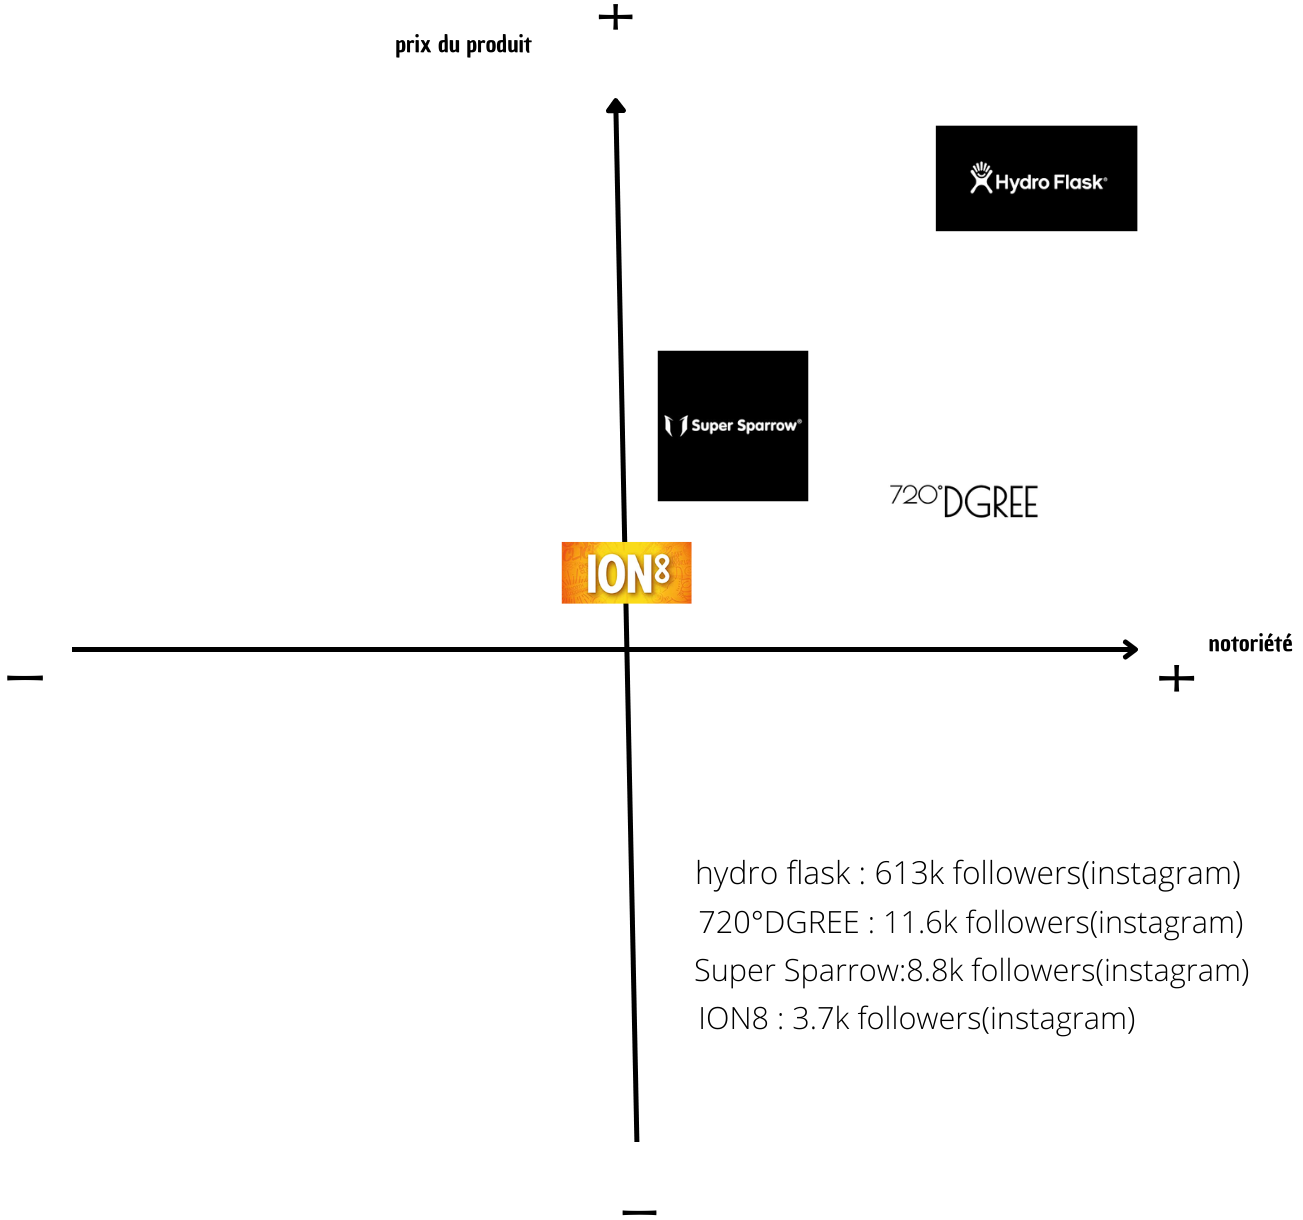 +
prix du produit
Hydro Flask®
Super Sparrow®
720°DGREE
ION8
notoriété
—
+
hydro flask : 613k followers(instagram)
720°DGREE : 11.6k followers(instagram)
Super Sparrow:8.8k followers(instagram)
ION8 : 3.7k followers(instagram)
—